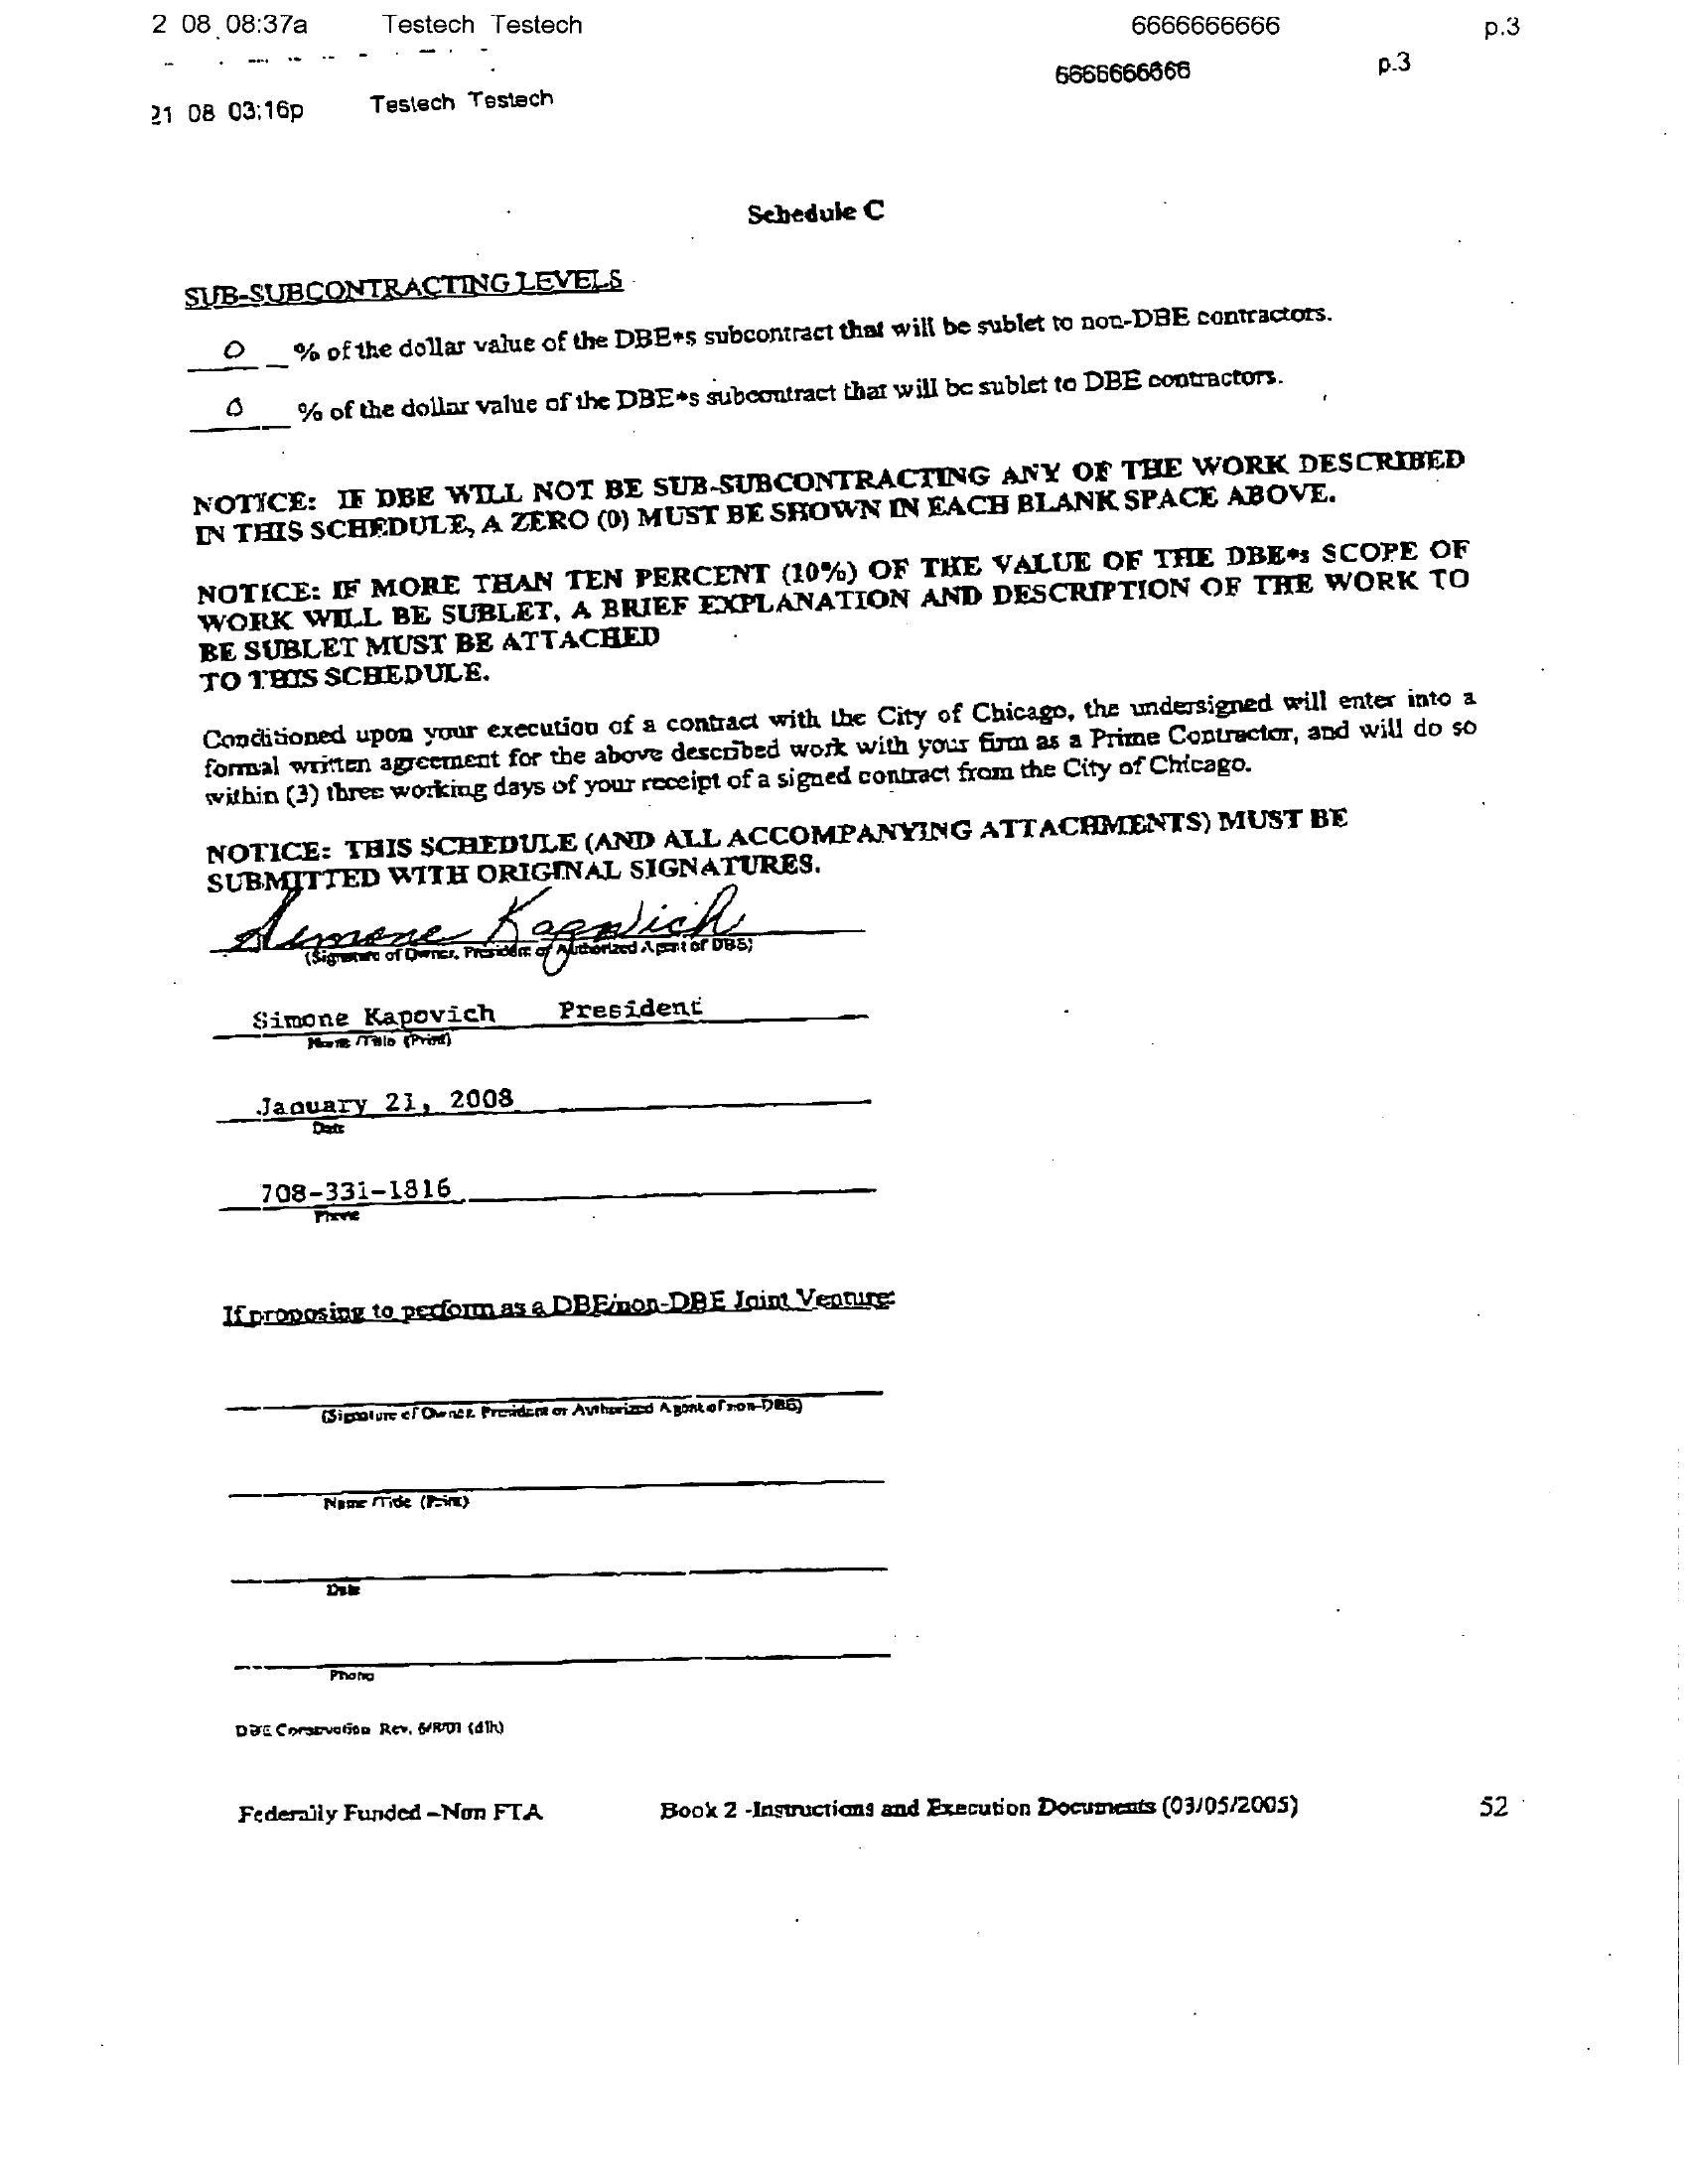 2 08 08:37a Testech Testech 6666666666 p.3
6666666666 p.3
21 08 03:16p Testech Testech
Schedule C
SUB-SUBCONTRACTING LEVELS
0 % of the dollar value of the DBE*s subcontract that will be sublet to non-DBE contractors.
0 % of the dollar value of the DBE*s subcontract that will be sublet to DBE contractors.
NOTICE: IF DBE WILL NOT BE SUB-SUBCONTRACTING ANY OF THE WORK DESCRIBED
IN THIS SCHEDULE, A ZERO (0) MUST BE SHOWN IN EACH BLANK SPACE ABOVE.
NOTICE: IF MORE THAN TEN PERCENT (10%) OF THE VALUE OF THE DBE*s SCOPE OF
WORK WILL BE SUBLET, A BRIEF EXPLANATION AND DESCRIPTION OF THE WORK TO
BE SUBLET MUST BE ATTACHED
TO THIS SCHEDULE.
Conditioned upon your execution of a contract with the City of Chicago, the undersigned will enter into a
formal written agreement for the above described work with your firm as a Prime Contractor, and will do so
within (3) three working days of your receipt of a signed contract from the City of Chicago.
NOTICE: THIS SCHEDULE (AND ALL ACCOMPANYING ATTACHMENTS) MUST BE
SUBMITTED WITH ORIGINAL SIGNATURES.
Simone Kapovich
(Signature of Owner, President or Authorized Agent of DBE)
Simone Kapovich President
Name /Title (Print)
January 21, 2008
Date
708-331-1816
Phone
If proposing to perform as a DBE/non-DBE Joint Venture:
(Signature of Owner, President or Authorized Agent of non-DBE)
Name /Title (Print)
Date
Phone
DBE Rev. (dlh)
Federally Funded –Non FTA Book 2 -Instructions and Execution Documents (03/05/2005) 52